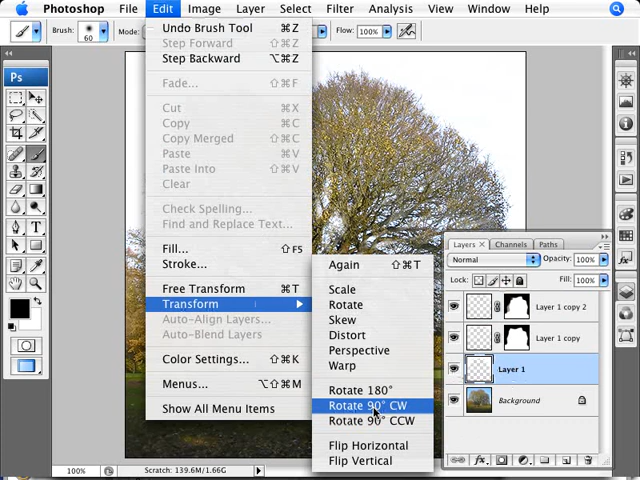 Photoshop File Edit Image Layer Select Filter Analysis View Window Help
Brush: 60 Mode: Flow: 100%
Ps
Undo Brush Tool ⌘Z
Step Forward ⇧⌘Z
Step Backward ⌥⌘Z
Fade... ⇧⌘F
Cut ⌘X
Copy ⌘C
Copy Merged ⇧⌘C
Paste ⌘V
Paste Into ⇧⌘V
Clear
Check Spelling...
Find and Replace Text...
Fill... ⇧F5
Stroke...
Free Transform ⌘T
Transform
Auto-Align Layers...
Auto-Blend Layers
Color Settings... ⇧⌘K
Menus... ⌥⇧⌘M
Show All Menu Items
Again ⇧⌘T
Scale
Rotate
Skew
Distort
Perspective
Warp
Rotate 180°
Rotate 90° CW
Rotate 90° CCW
Flip Horizontal
Flip Vertical
Layers × Channels Paths
Normal Opacity: 100%
Lock: Fill: 100%
Layer 1 copy 2
Layer 1 copy
Layer 1
Background
100% Scratch: 139.6M/1.66G